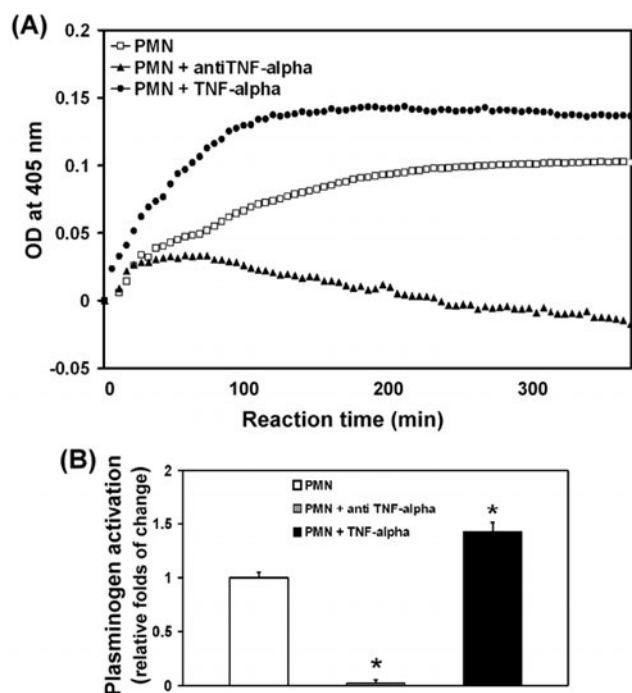 (A)
PMN
PMN + antiTNF-alpha
PMN + TNF-alpha
OD at 405 nm
0.2
0.15
0.1
0.05
0
-0.05
0 100 200 300
Reaction time (min)
(B)
Plasminogen activation
(relative folds of change)
2
1.5
1
0.5
0
PMN
PMN + anti TNF-alpha
PMN + TNF-alpha
*
*